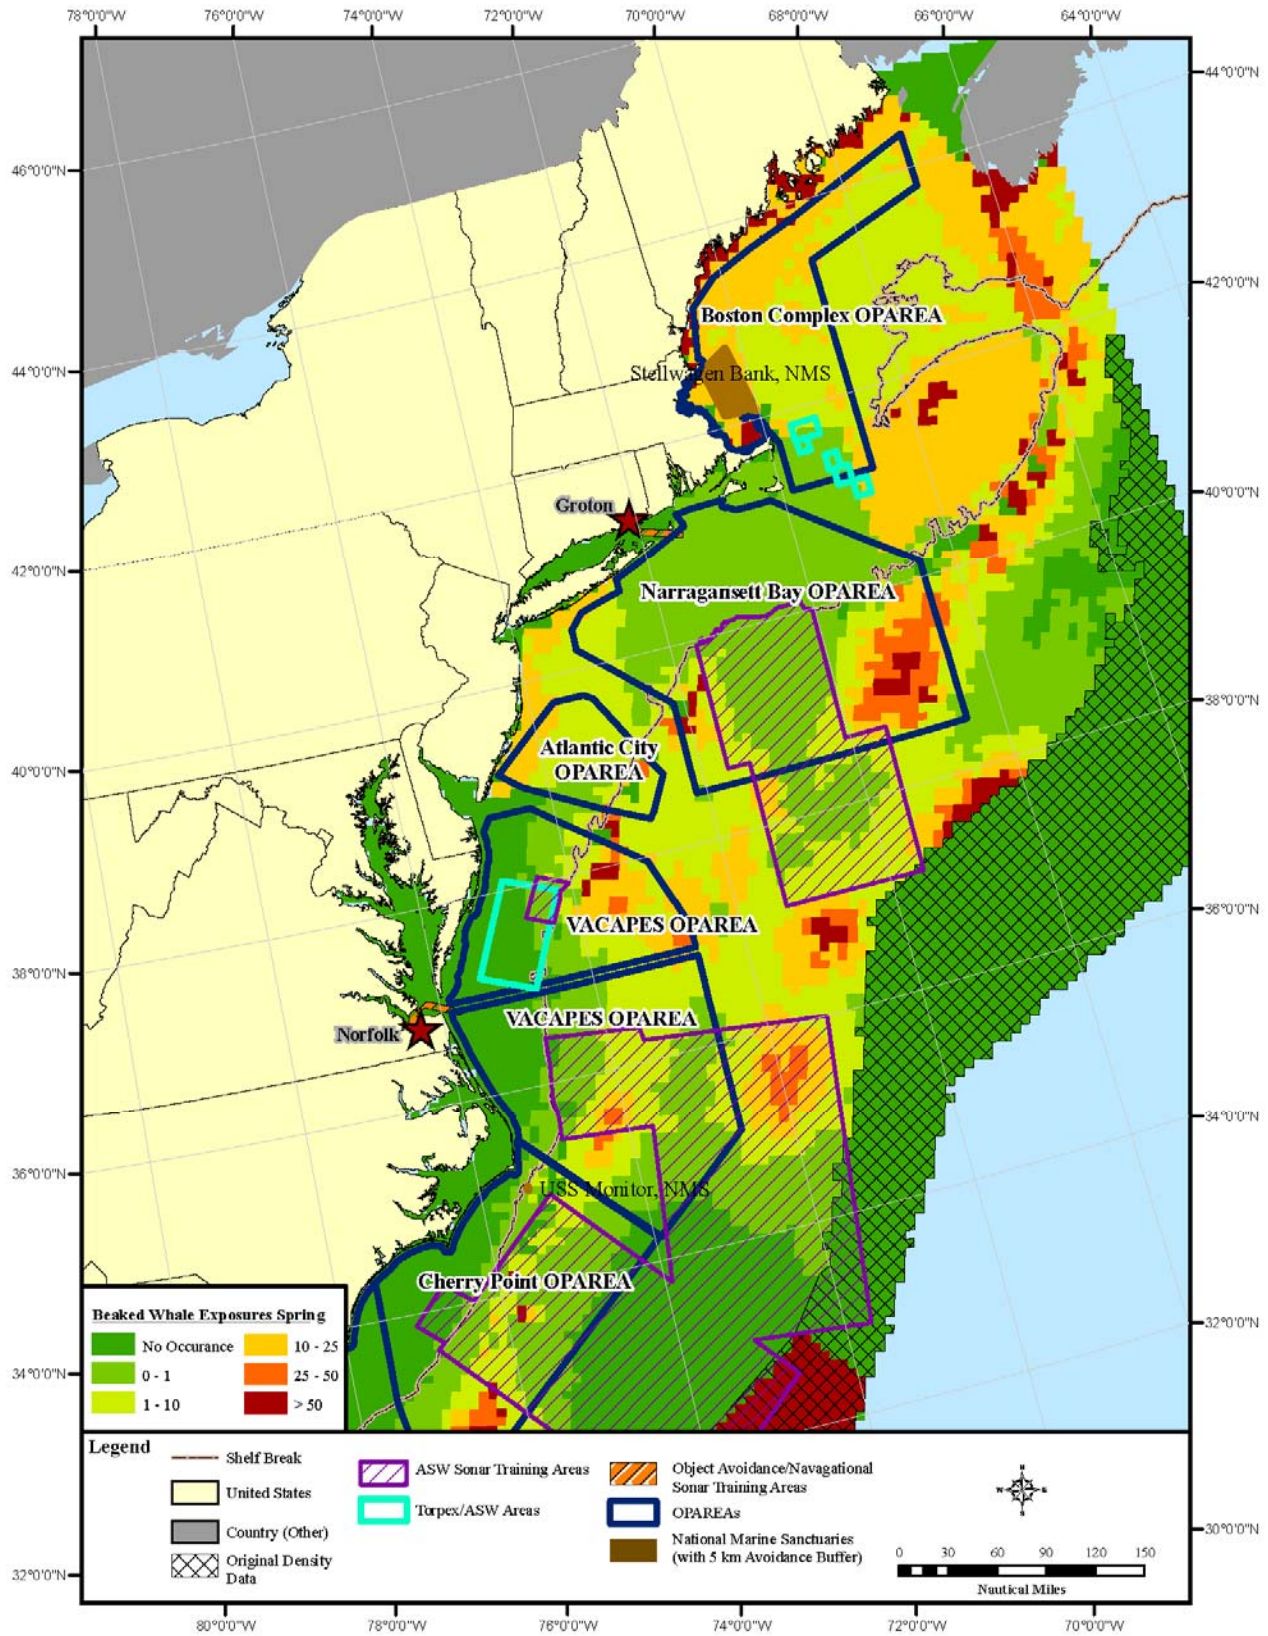 78°0'0"W
76°0'0"W
74°0'0"W
72°0'0"W
70°0'0"W
68°0'0"W
66°0'0"W
64°0'0"W
44°0'0"N
46°0'0"N
42°0'0"N
Boston Complex OPAREA
44°0'0"N
Stellwagen Bank, NMS
40°0'0"N
Groton
42°0'0"N
Narragansett Bay OPAREA
38°0'0"N
Atlantic City
OPAREA
40°0'0"N
36°0'0"N
VACAPES OPAREA
38°0'0"N
VACAPES OPAREA
Norfolk
34°0'0"N
36°0'0"N
USS Monitor, NMS
Cherry Point OPAREA
32°0'0"N
Beaked Whale Exposures Spring
No Occurance
10 - 25
0 - 1
25 - 50
1 - 10
> 50
34°0'0"N
Legend
Shelf Break
United States
Country (Other)
Original Density
Data
ASW Sonar Training Areas
Torpex/ASW Areas
Object Avoidance/Navagational
Sonar Training Areas
OPAREAs
National Marine Sanctuaries
(with 5 km Avoidance Buffer)
N
W E
S
0 30 60 90 120 150
Nautical Miles
30°0'0"N
32°0'0"N
80°0'0"W
78°0'0"W
76°0'0"W
74°0'0"W
72°0'0"W
70°0'0"W